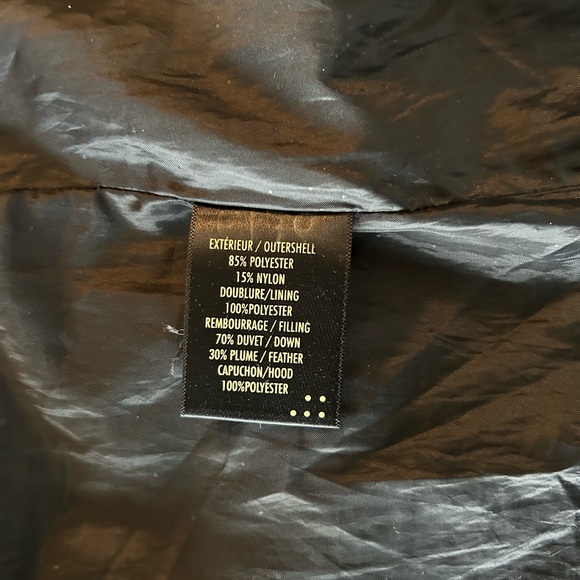 EXTÉRIEUR / OUTERSHELL
85% POLYESTER
15% NYLON
DOUBLURE/LINING
100%POLYESTER
REMBOURRAGE / FILLING
70% DUVET / DOWN
30% PLUME / FEATHER
CAPUCHON/HOOD
100%POLYESTER